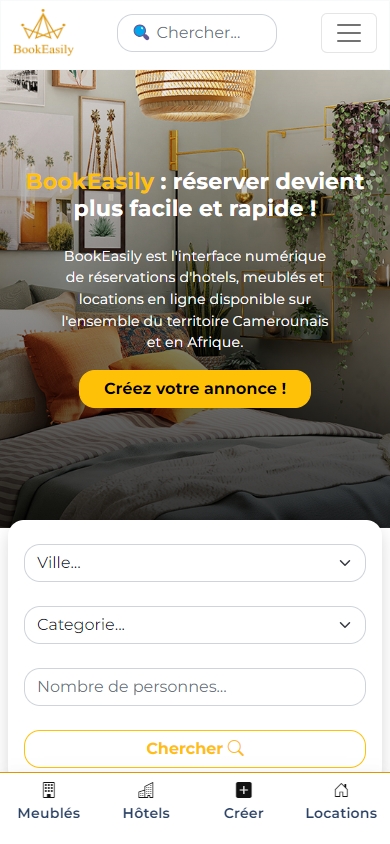 BookEasily
Chercher...
BookEasily : réserver devient
plus facile et rapide !
BookEasily est l'interface numérique
de réservations d'hotels, meublés et
locations en ligne disponible sur
l'ensemble du territoire Camerounais
et en Afrique.
Créez votre annonce !
Ville...
Categorie...
Nombre de personnes...
Chercher
Meublés
Hôtels
Créer
Locations